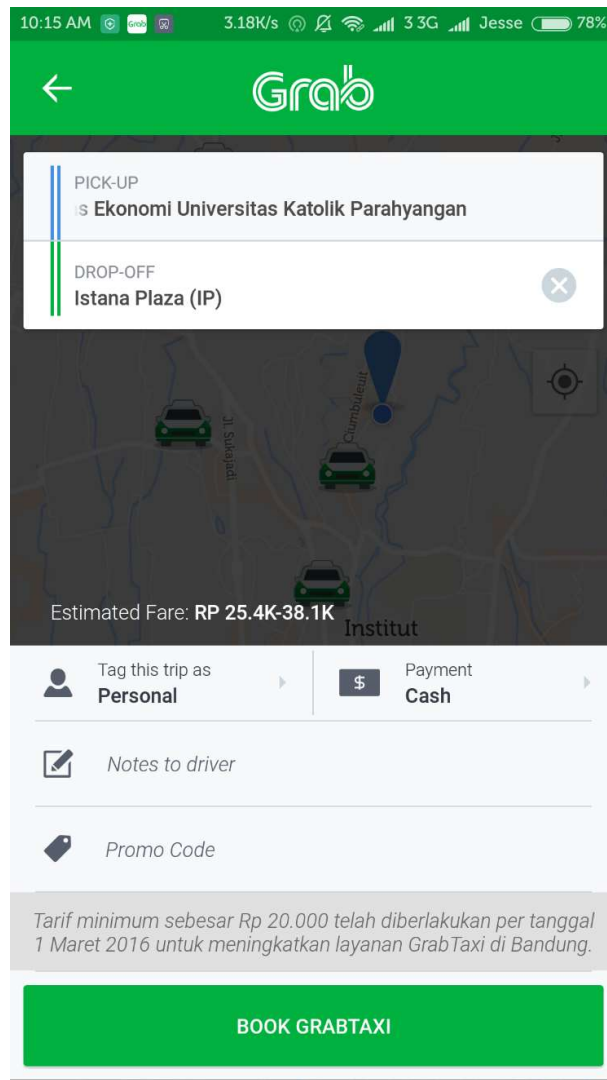 10:15 AM Grab 3.18K/s 3 3G Jesse 78%
Grab
PICK-UP
s Ekonomi Universitas Katolik Parahyangan
DROP-OFF
Istana Plaza (IP)
Ciumbuleuit
Jl. Sukajadi
Estimated Fare: RP 25.4K-38.1K
Institut
Tag this trip as
Personal
Payment
Cash
Notes to driver
Promo Code
Tarif minimum sebesar Rp 20.000 telah diberlakukan per tanggal
1 Maret 2016 untuk meningkatkan layanan GrabTaxi di Bandung.
BOOK GRABTAXI